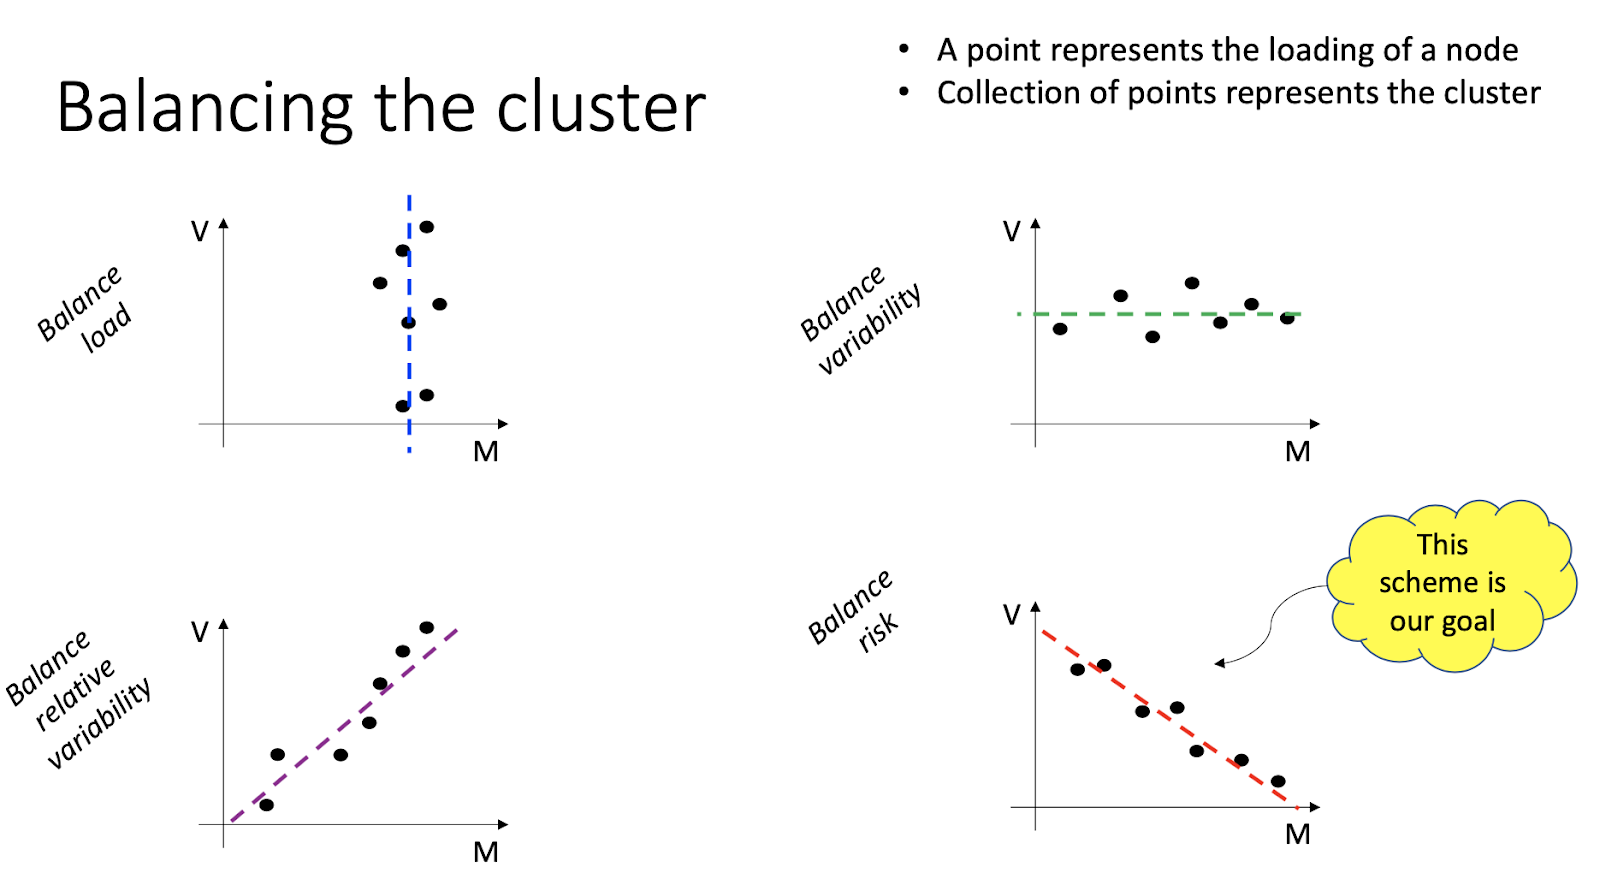 Balancing the cluster
• A point represents the loading of a node
• Collection of points represents the cluster
Balance
load
V
M
Balance
variability
V
M
Balance
relative
variability
V
M
Balance
risk
V
M
This
scheme is
our goal